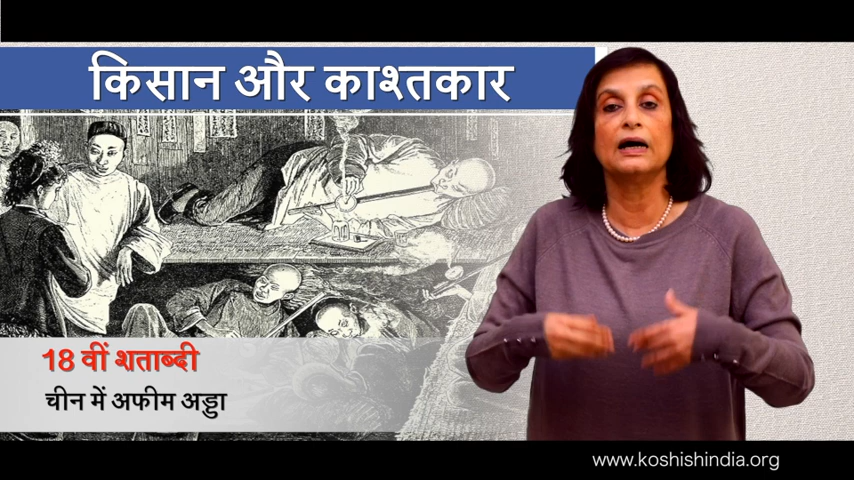 किसान और काश्तकार
18 वीं शताब्दी
चीन में अफीम अड्डा
www.koshishindia.org